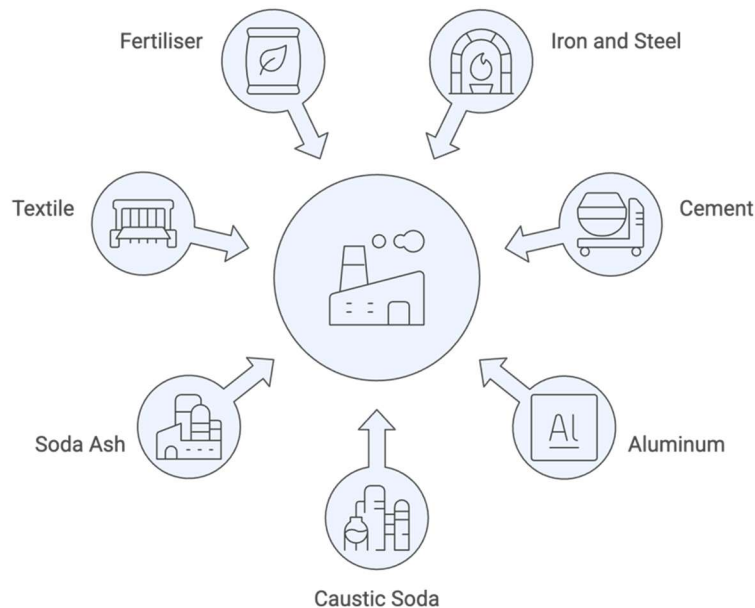 Fertiliser
Iron and Steel
Textile
Cement
Soda Ash
Al
Aluminum
Caustic Soda